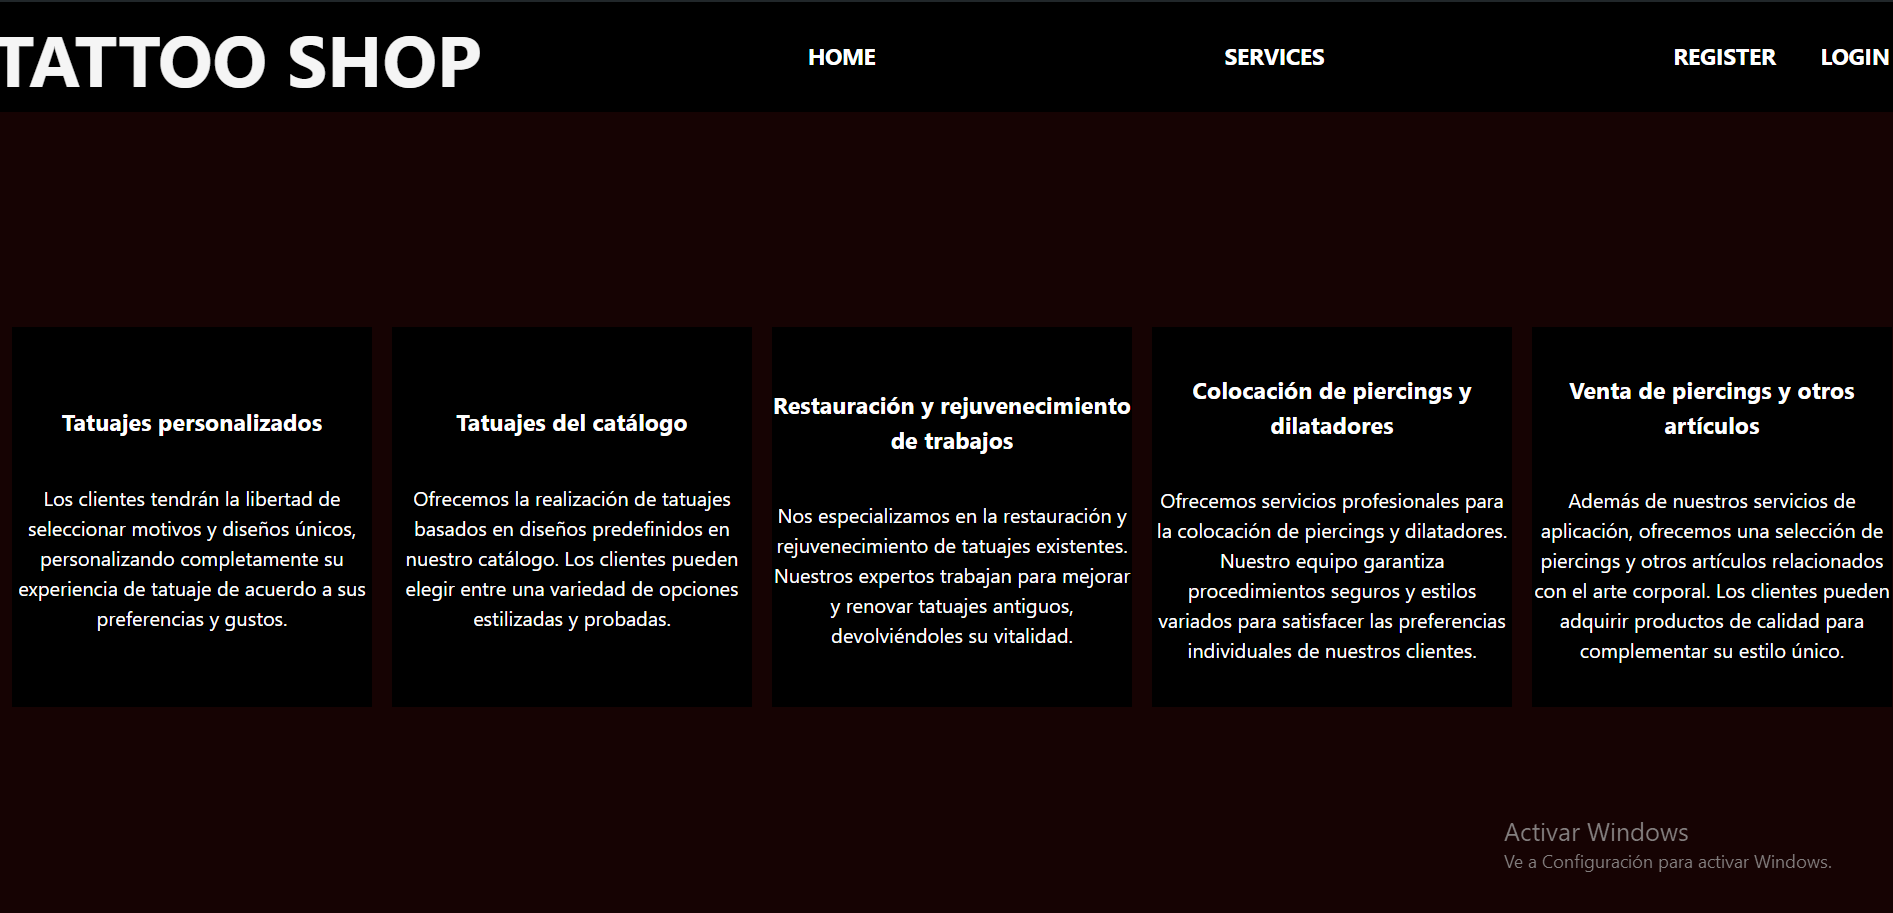 TATTOO SHOP
HOME
SERVICES
REGISTER
LOGIN
Tatuajes personalizados
Los clientes tendrán la libertad de
seleccionar motivos y diseños únicos,
personalizando completamente su
experiencia de tatuaje de acuerdo a sus
preferencias y gustos.
Tatuajes del catálogo
Ofrecemos la realización de tatuajes
basados en diseños predefinidos en
nuestro catálogo. Los clientes pueden
elegir entre una variedad de opciones
estilizadas y probadas.
Restauración y rejuvenecimiento
de trabajos
Nos especializamos en la restauración y
rejuvenecimiento de tatuajes existentes.
Nuestros expertos trabajan para mejorar
y renovar tatuajes antiguos,
devolviéndoles su vitalidad.
Colocación de piercings y
dilatadores
Ofrecemos servicios profesionales para
la colocación de piercings y dilatadores.
Nuestro equipo garantiza
procedimientos seguros y estilos
variados para satisfacer las preferencias
individuales de nuestros clientes.
Venta de piercings y otros
artículos
Además de nuestros servicios de
aplicación, ofrecemos una selección de
piercings y otros artículos relacionados
con el arte corporal. Los clientes pueden
adquirir productos de calidad para
complementar su estilo único.
Activar Windows
Ve a Configuración para activar Windows.